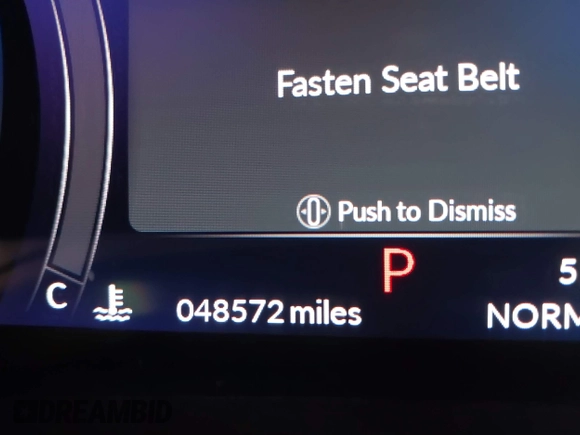 Fasten Seat Belt
Push to Dismiss
P
C
048572 miles
5
NORM
DREAMBID